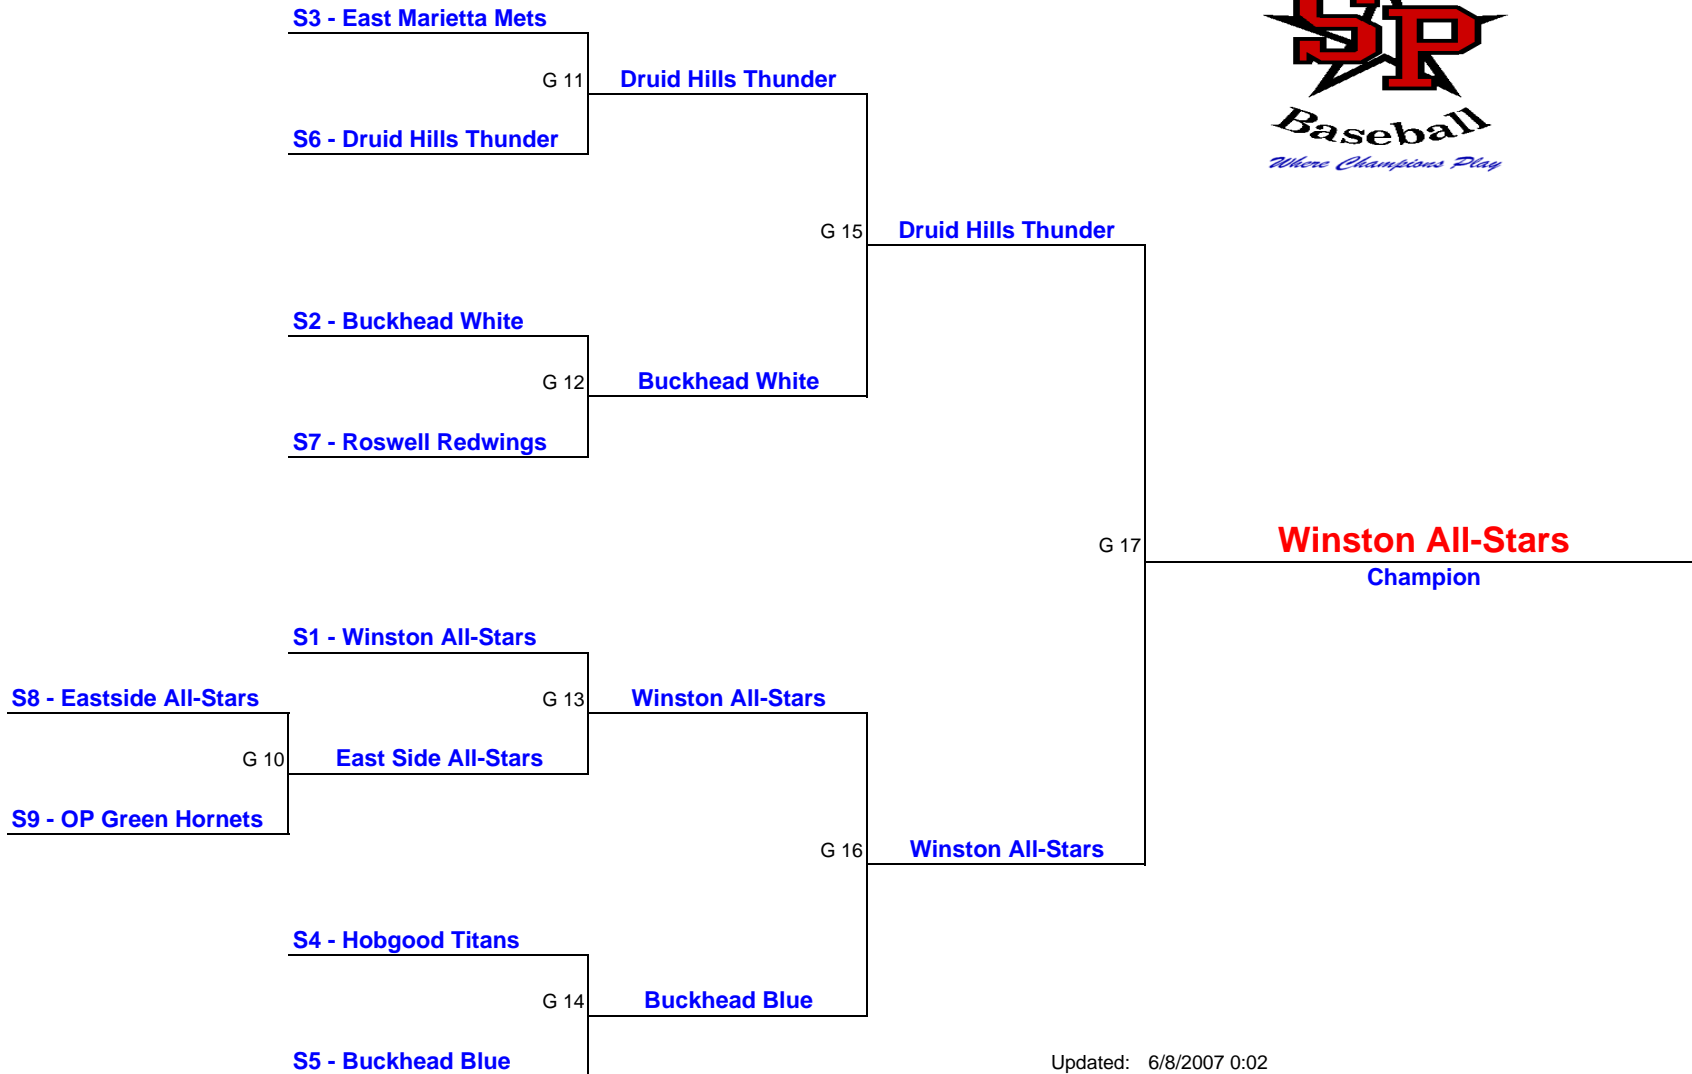 S3 - East Marietta Mets
SP
G 11
Druid Hills Thunder
Baseball
S6 - Druid Hills Thunder
Where Champions Play
G 15
Druid Hills Thunder
S2 - Buckhead White
G 12
Buckhead White
S7 - Roswell Redwings
G 17
Winston All-Stars
Champion
S1 - Winston All-Stars
S8 - Eastside All-Stars
G 13
Winston All-Stars
G 10
East Side All-Stars
S9 - OP Green Hornets
G 16
Winston All-Stars
S4 - Hobgood Titans
G 14
Buckhead Blue
S5 - Buckhead Blue
Updated: 6/8/2007 0:02